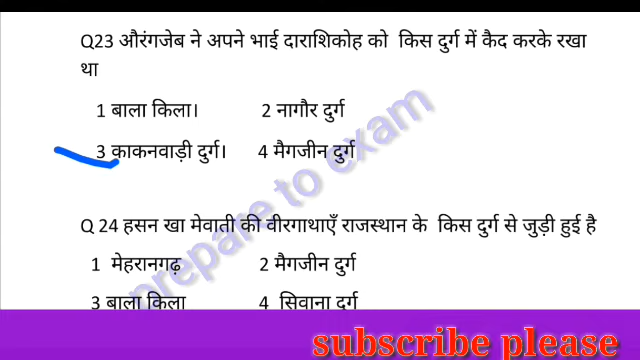 Q23 औरंगजेब ने अपने भाई दाराशिकोह को किस दुर्ग में कैद करके रखा
था
1 बाला किला। 2 नागौर दुर्ग
3 काकनवाड़ी दुर्ग। 4 मैगजीन दुर्ग
prepare to exam
Q 24 हसन खा मेवाती की वीरगाथाएँ राजस्थान के किस दुर्ग से जुड़ी हुई है
1 मेहरानगढ़ 2 मैगजीन दुर्ग
3 बाला किला 4 सिवाना दुर्ग
subscribe please